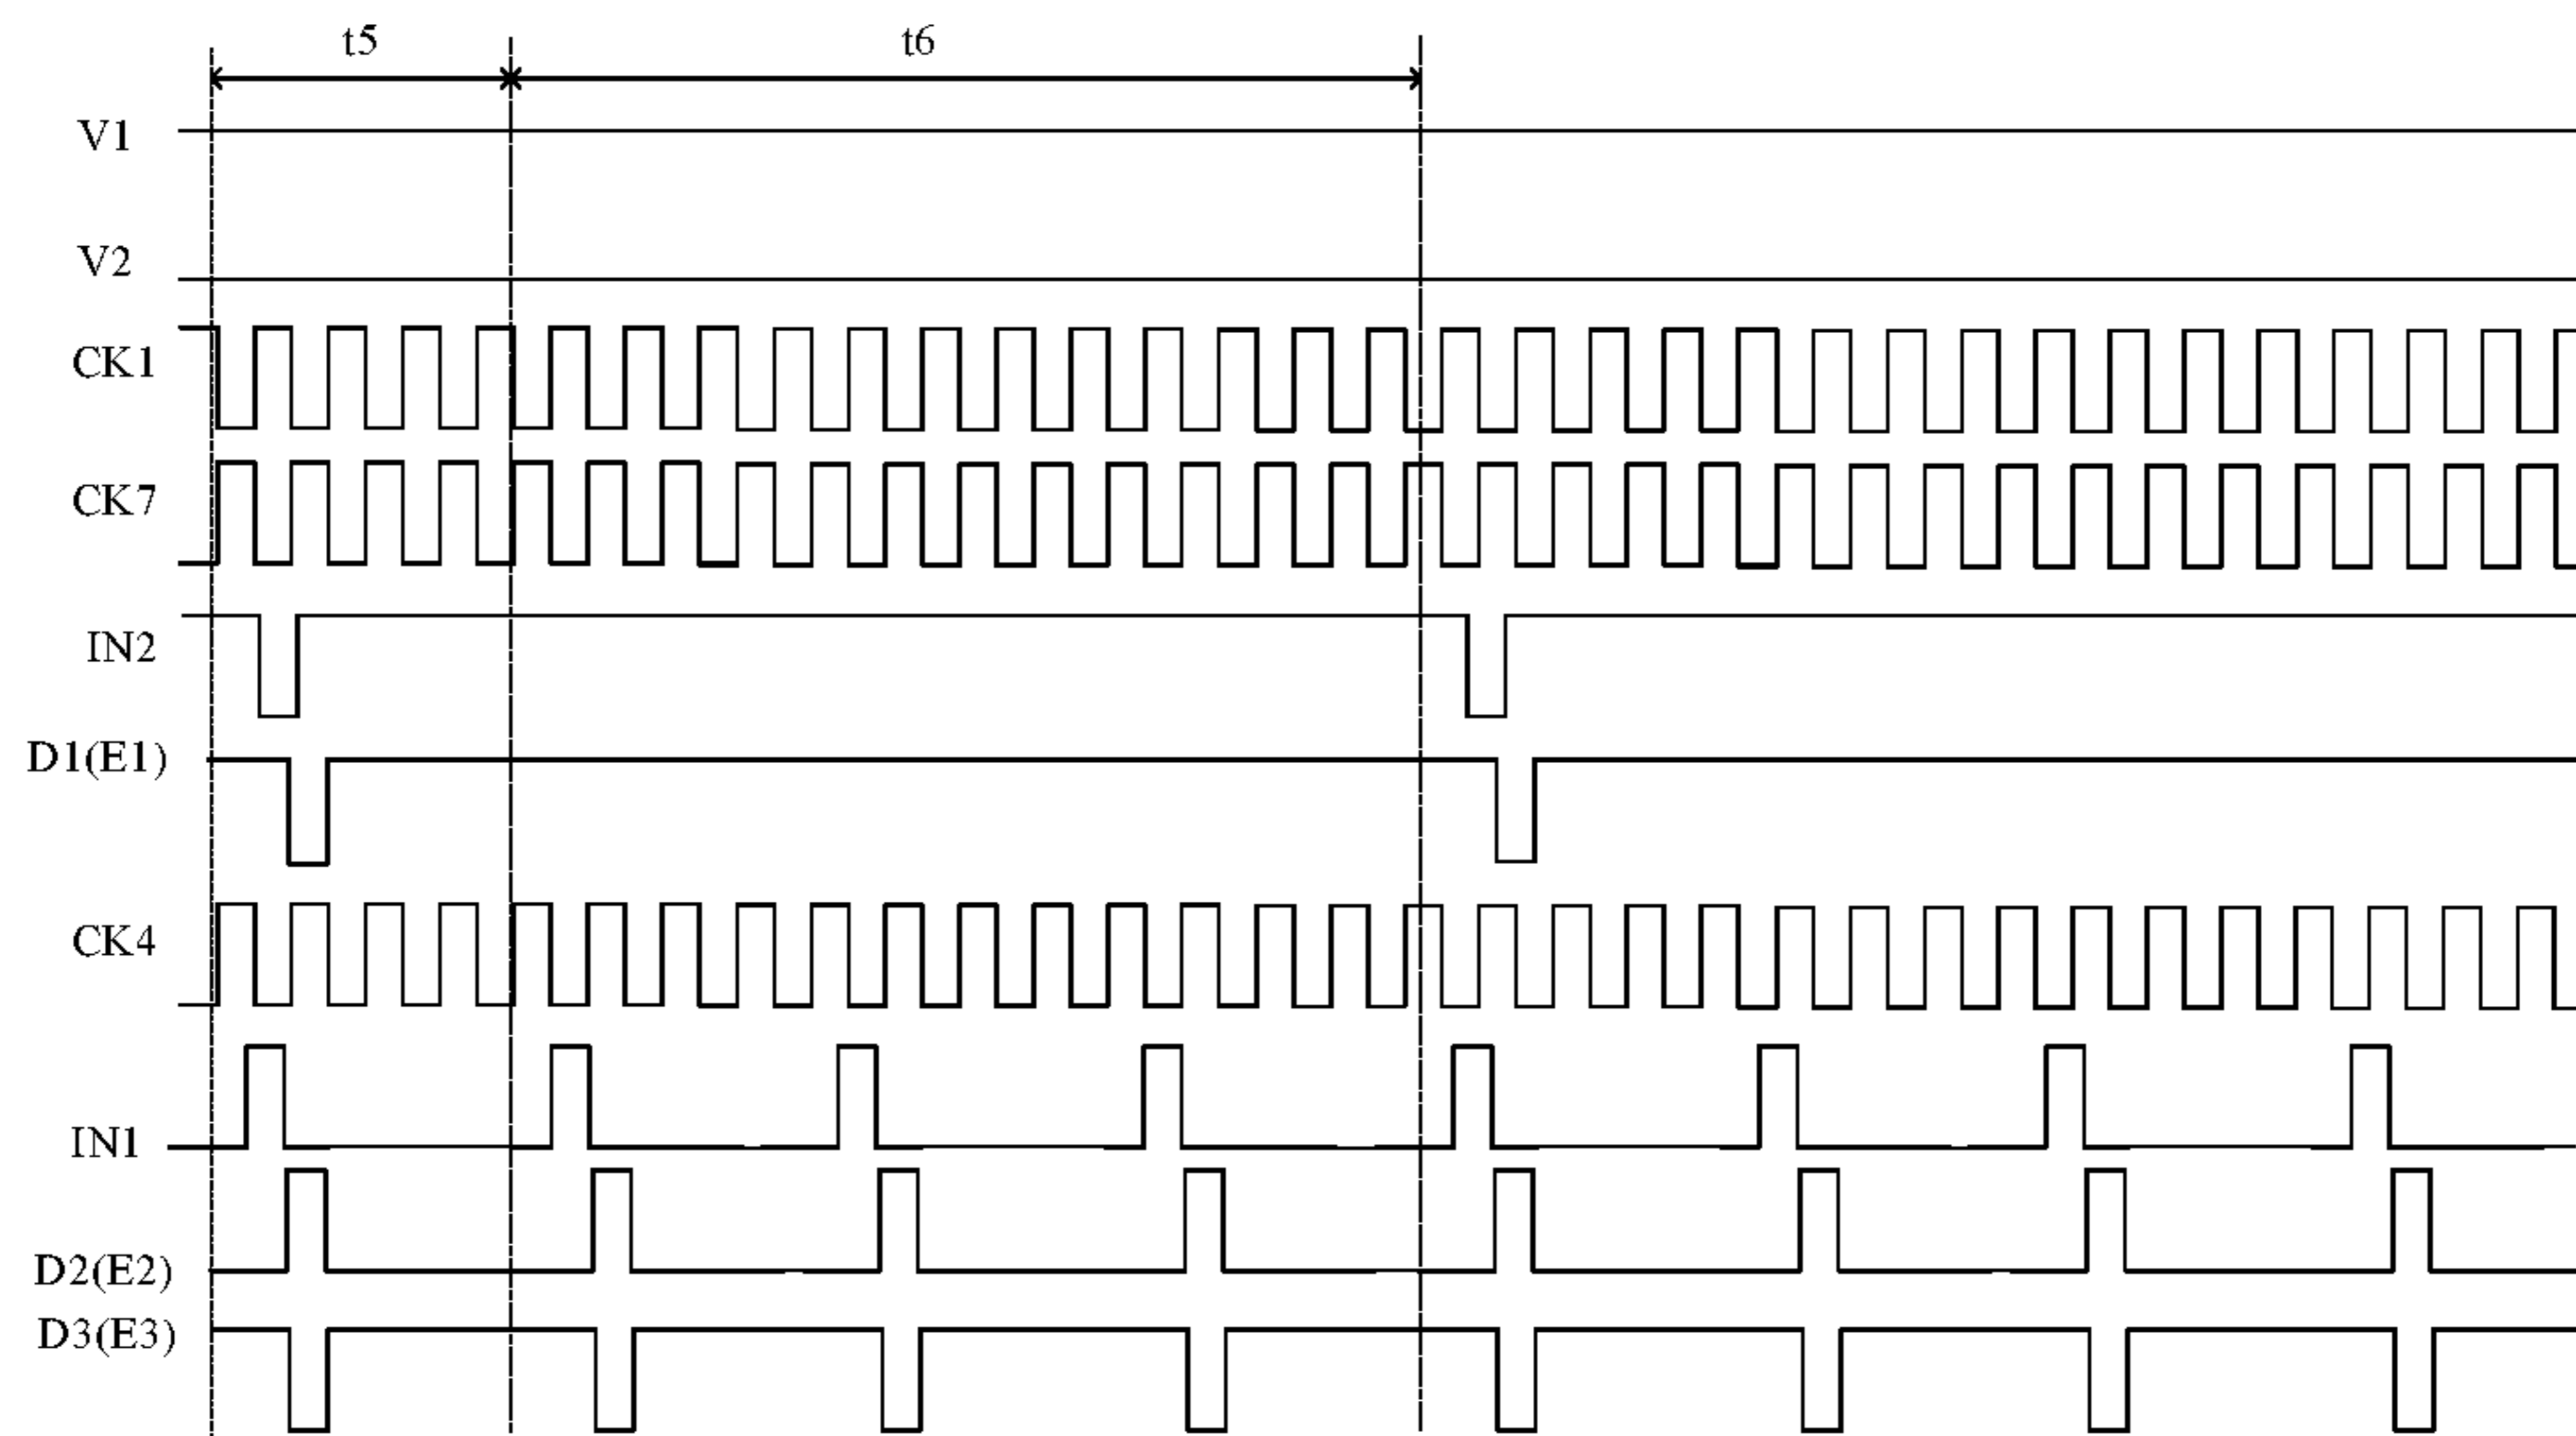 t5 t6
V1
V2
CK1
CK7
IN2
D1(E1)
CK4
IN1
D2(E2)
D3(E3)